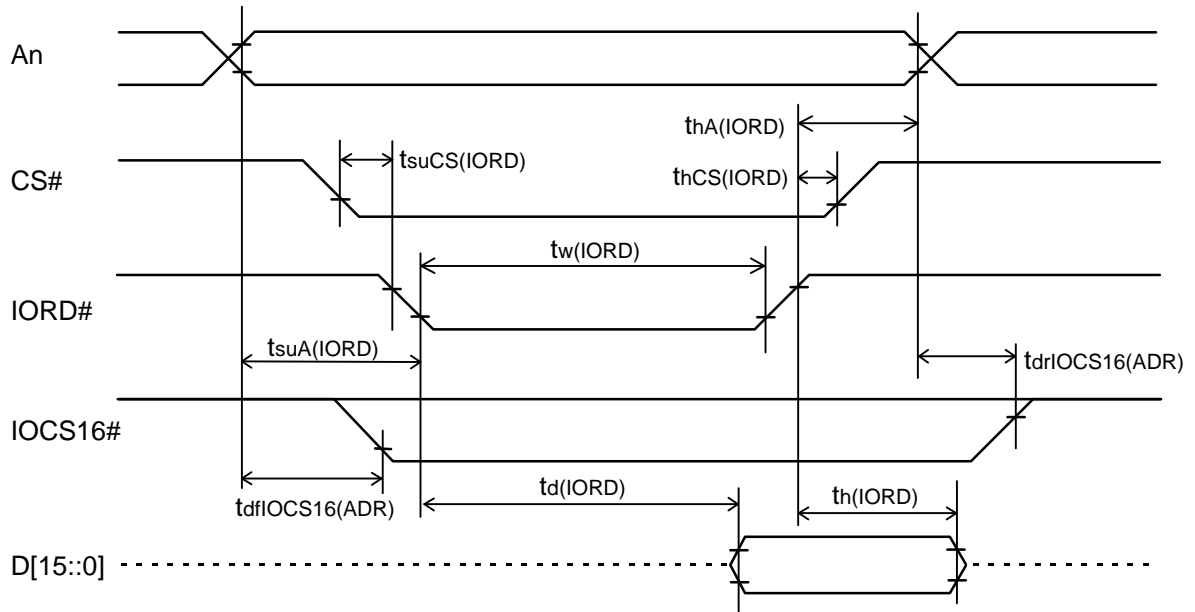 An
thA(IORD)
tsuCS(IORD)
thCS(IORD)
CS#
tw(IORD)
IORD#
tsuA(IORD)
tdrIOCS16(ADR)
IOCS16#
td(IORD)
th(IORD)
tdfIOCS16(ADR)
D[15::0]